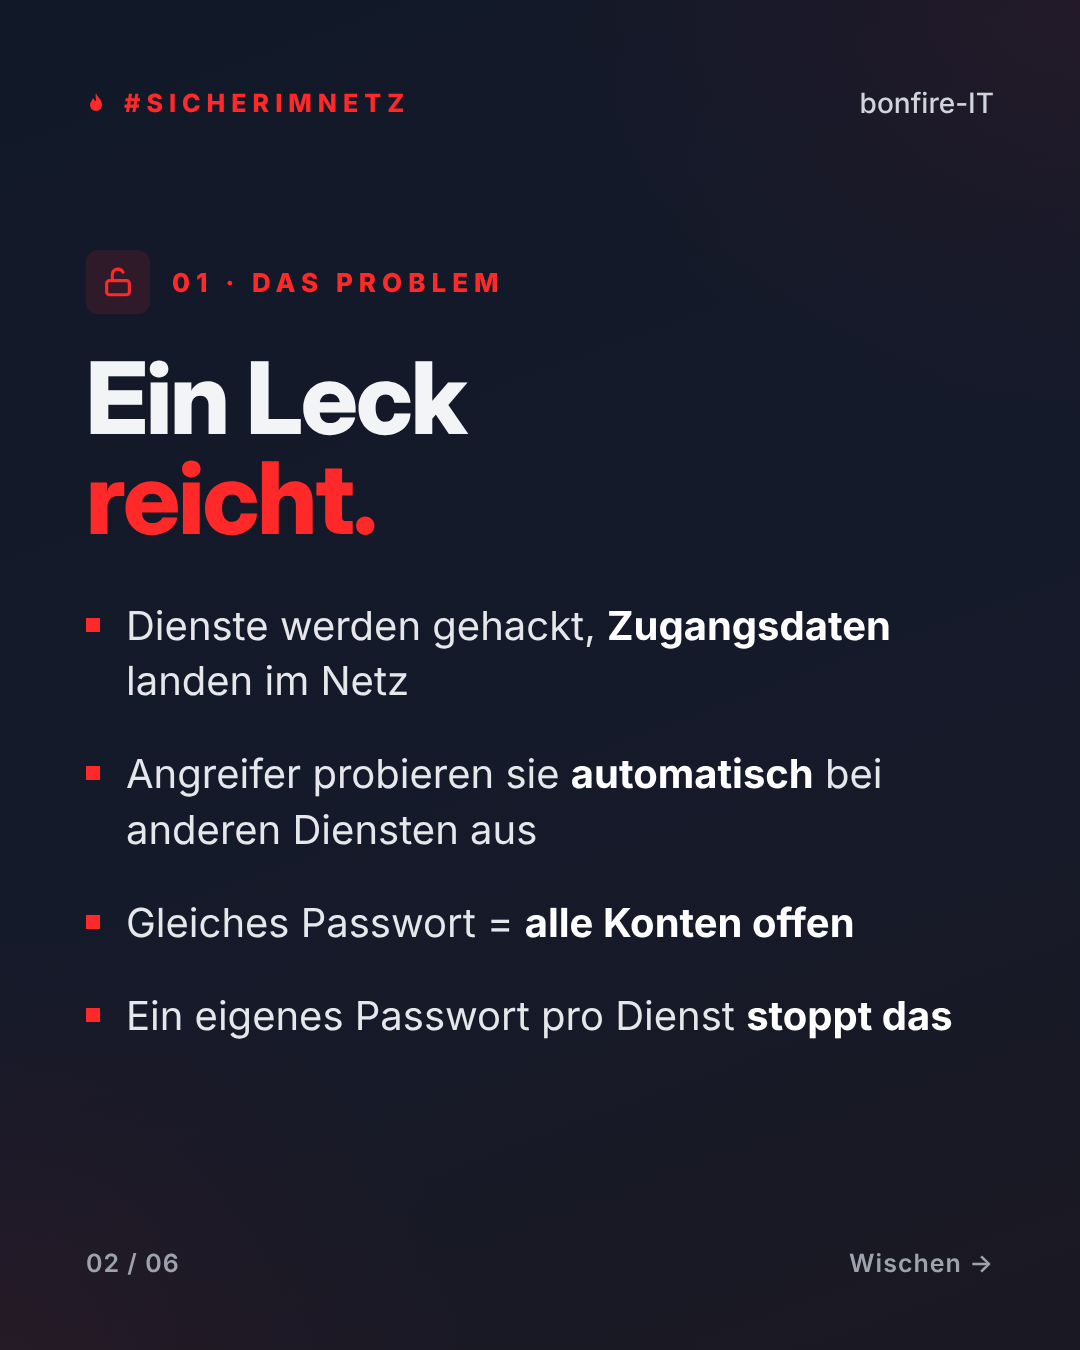 #SICHERIMNETZ
bonfire-IT
01 · DAS PROBLEM
Ein Leck
reicht.
Dienste werden gehackt, Zugangsdaten
landen im Netz
Angreifer probieren sie automatisch bei
anderen Diensten aus
Gleiches Passwort = alle Konten offen
Ein eigenes Passwort pro Dienst stoppt das
02 / 06
Wischen →